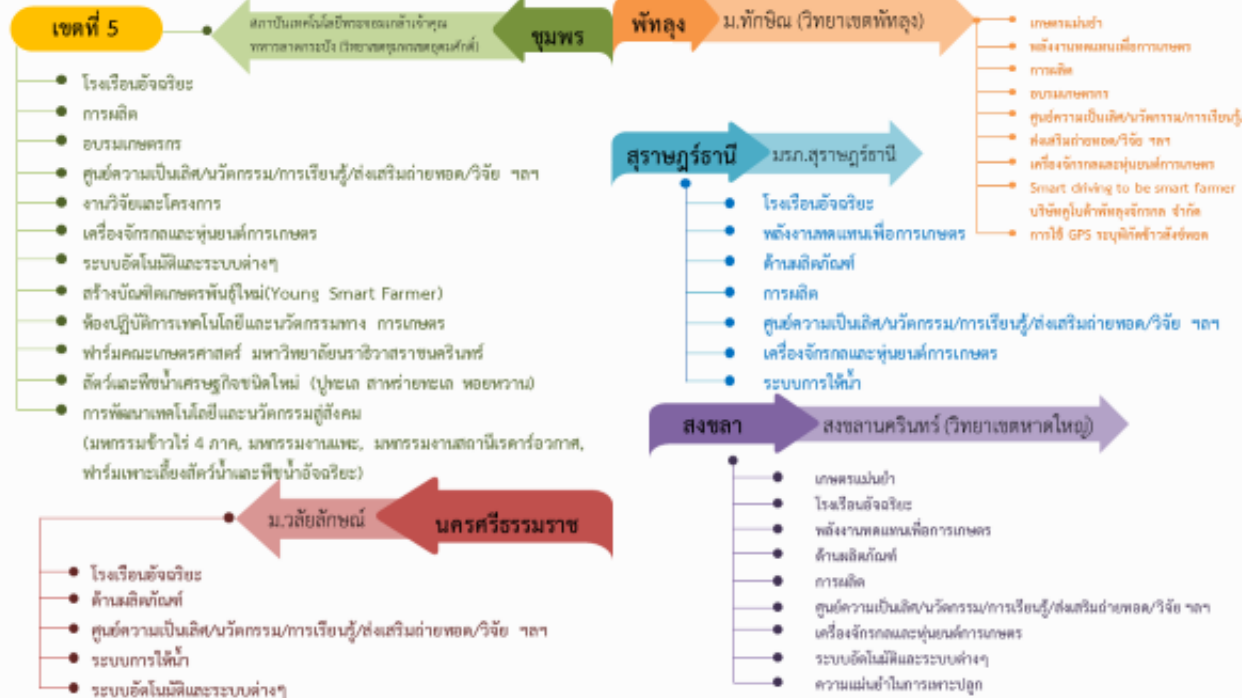 เขตที่ 5
สถาบันเทคโนโลยีพระจอมเกล้าเจ้าคุณ
ทหารลาดกระบัง (วิทยาเขตชุมพรเขตอุดมศักดิ์)
ชุมพร
โรงเรือนอัจฉริยะ
การผลิต
อบรมเกษตรกร
ศูนย์ความเป็นเลิศ/นวัตกรรม/การเรียนรู้/ส่งเสริมถ่ายทอด/วิจัย ฯลฯ
งานวิจัยและโครงการ
เครื่องจักรกลและหุ่นยนต์การเกษตร
ระบบอัตโนมัติและระบบต่างๆ
สร้างบัณฑิตเกษตรพันธุ์ใหม่(Young Smart Farmer)
ห้องปฏิบัติการเทคโนโลยีและนวัตกรรมทาง การเกษตร
ฟาร์มคณะเกษตรศาสตร์ มหาวิทยาลัยนราธิวาสราชนครินทร์
สัตว์และพืชน้ำเศรษฐกิจชนิดใหม่ (ปูทะเล สาหร่ายทะเล หอยหวาน)
การพัฒนาเทคโนโลยีและนวัตกรรมสู่สังคม
(มหกรรมข้าวไร่ 4 ภาค, มหกรรมงานแพะ, มหกรรมงานสถานีเรดาร์อวกาศ,
ฟาร์มเพาะเลี้ยงสัตว์น้ำและพืชน้ำอัจฉริยะ)
ม.วลัยลักษณ์
นครศรีธรรมราช
โรงเรือนอัจฉริยะ
ด้านผลิตภัณฑ์
ศูนย์ความเป็นเลิศ/นวัตกรรม/การเรียนรู้/ส่งเสริมถ่ายทอด/วิจัย ฯลฯ
ระบบการให้น้ำ
ระบบอัตโนมัติและระบบต่างๆ
พัทลุง
ม.ทักษิณ (วิทยาเขตพัทลุง)
เกษตรแม่นยำ
พลังงานทดแทนเพื่อการเกษตร
การผลิต
อบรมเกษตรกร
ศูนย์ความเป็นเลิศ/นวัตกรรม/การเรียนรู้/
ส่งเสริมถ่ายทอด/วิจัย ฯลฯ
เครื่องจักรกลและหุ่นยนต์การเกษตร
Smart driving to be smart farmer
บริษัทคูโบต้าพัทลุงจักรกล จำกัด
การใช้ GPS ระบุพิกัดข้าวสังข์หยด
สุราษฎร์ธานี
มรภ.สุราษฎร์ธานี
โรงเรือนอัจฉริยะ
พลังงานทดแทนเพื่อการเกษตร
ด้านผลิตภัณฑ์
การผลิต
ศูนย์ความเป็นเลิศ/นวัตกรรม/การเรียนรู้/ส่งเสริมถ่ายทอด/วิจัย ฯลฯ
เครื่องจักรกลและหุ่นยนต์การเกษตร
ระบบการให้น้ำ
สงขลา
สงขลานครินทร์ (วิทยาเขตหาดใหญ่)
เกษตรแม่นยำ
โรงเรือนอัจฉริยะ
พลังงานทดแทนเพื่อการเกษตร
ด้านผลิตภัณฑ์
การผลิต
ศูนย์ความเป็นเลิศ/นวัตกรรม/การเรียนรู้/ส่งเสริมถ่ายทอด/วิจัย ฯลฯ
เครื่องจักรกลและหุ่นยนต์การเกษตร
ระบบอัตโนมัติและระบบต่างๆ
ความแม่นยำในการเพาะปลูก